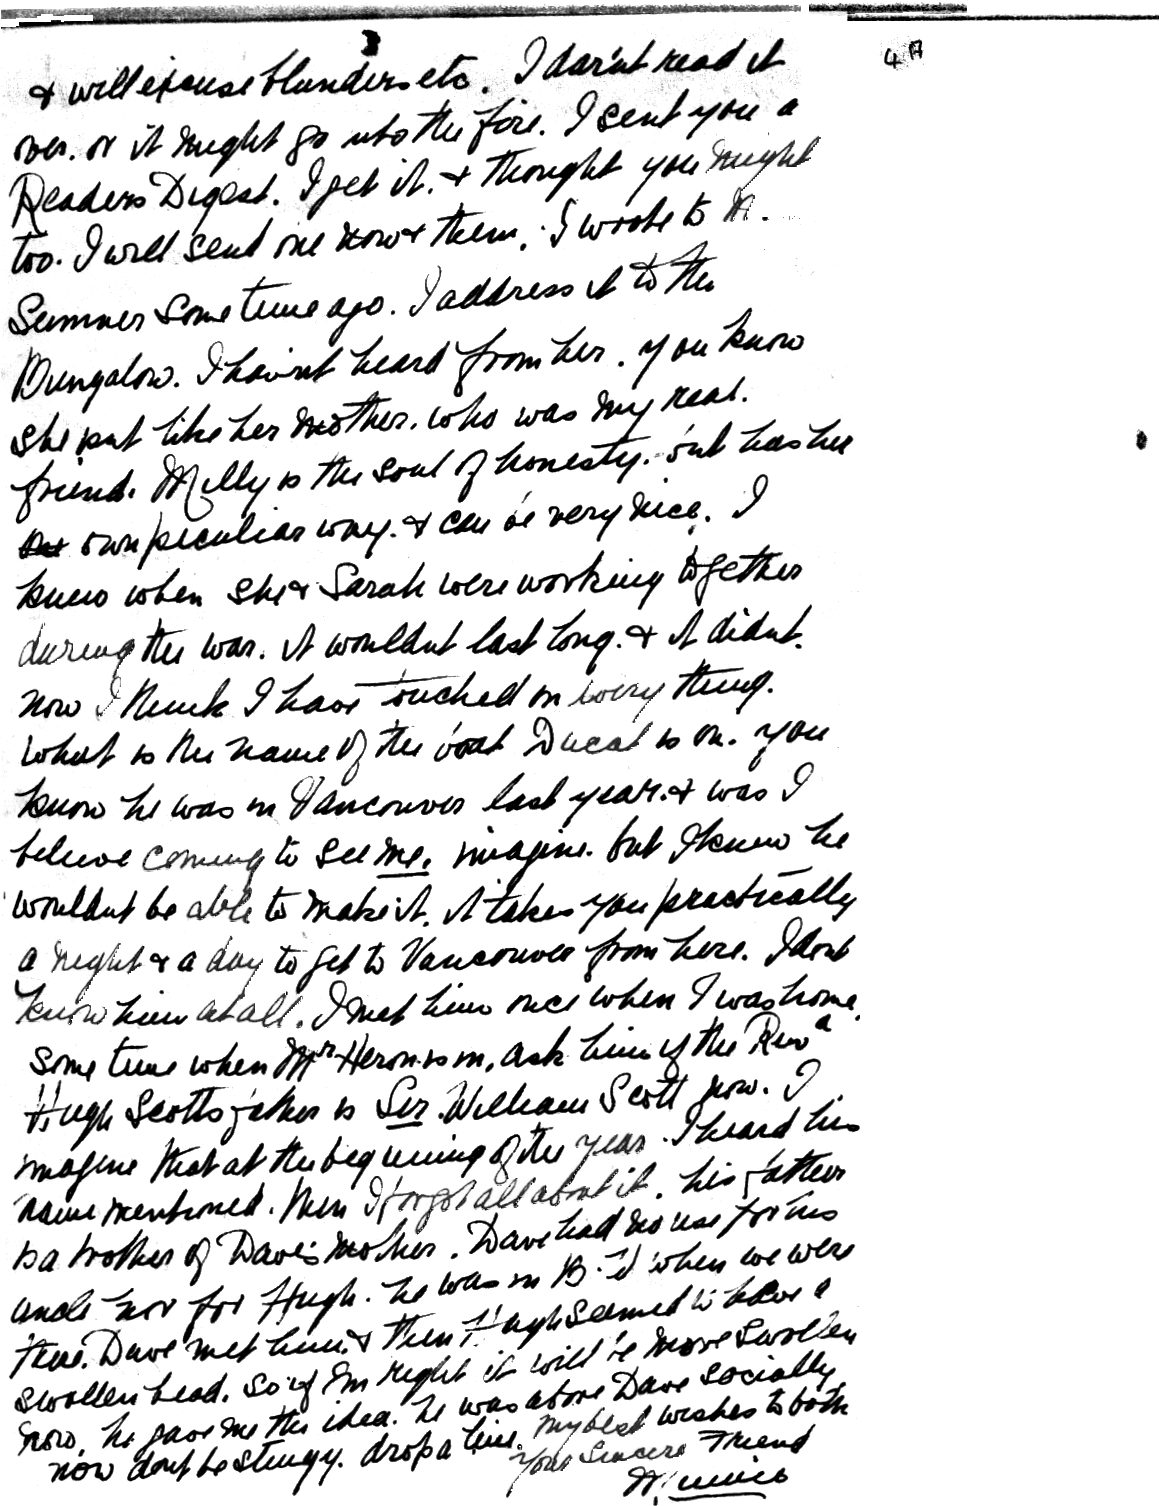 3
4A
& will excuse blunders etc. I dar'nt read it
over. or it might go into the fire. I sent you a
Readers Digest. I get it. & thought you might
too. I will send one now & then. I wrote to M.
Sumner some time ago. I address it to the
Bungalow. I hav'nt heard from her. you know
she isnt like her mother. who was my real.
friend. Milly is the soul of honesty. but has her
own peculiar way. & can be very nice. I
knew when she & Sarah were working together
during the war. it wouldnt last long. & it didnt.
now I think I have touched on every thing.
what is the name of the boat Ducat is on. you
know he was in Vancouver last year. & was I
believe coming to see me. imagine. but I knew he
wouldnt be able to make it. it takes you practically
a night & a day to get to Vancouver from here. I dont
know him at all. I met him once when I was home.
some time when Mr Heron is in, ask him if the Revd
Hugh Scotts father is Sir William Scott now. I
imagine that at the beginning of the year. I heard his
name mentioned. then I forgot all about it. his father
is a brother of Dave's mother. Dave had no use for his
uncle nor for Hugh. he was in B. when we were
there. Dave met him. & then Hugh seemed to have a
swollen head. so if Im right it will be more swollen
now. he gave me the idea. he was above Dave socially
now dont be stingy. drop a line. my best wishes to both
Your Sincere Friend